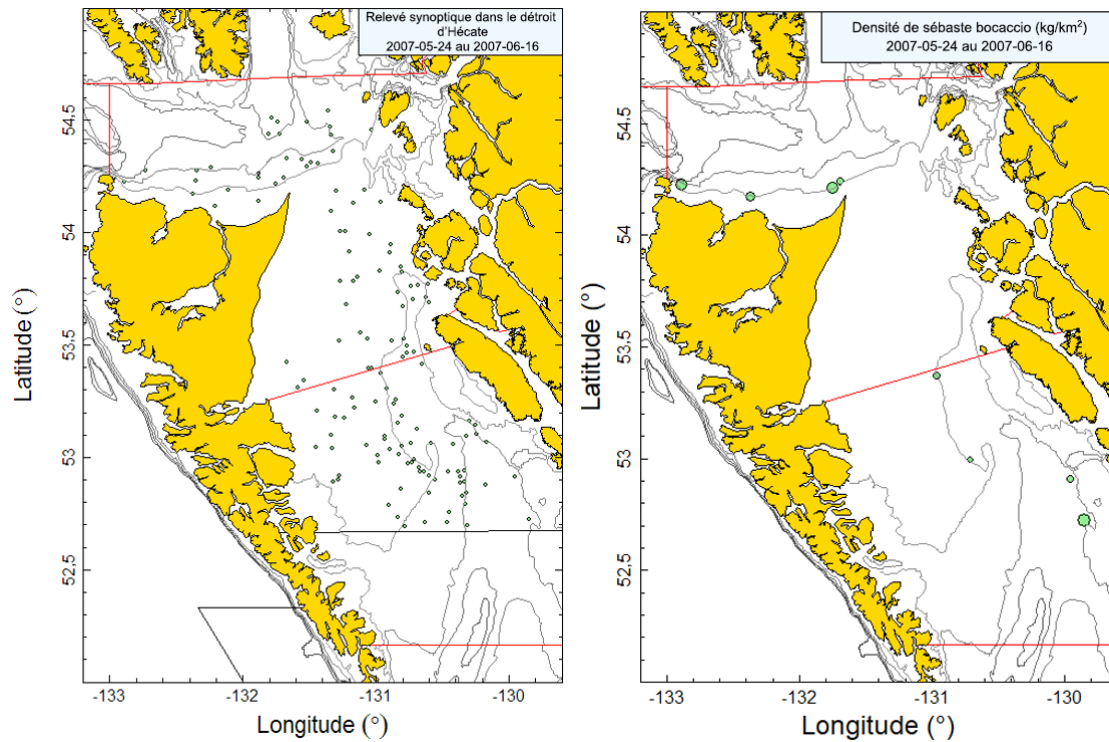 Relevé synoptique dans le détroit
d'Hécate
2007-05-24 au 2007-06-16
54.5
54
53.5
53
52.5
Latitude (°)
-133
-132
-131
-130
Longitude (°)
Densité de sébaste bocaccio (kg/km²)
2007-05-24 au 2007-06-16
54.5
54
53.5
53
52.5
Latitude (°)
-133
-132
-131
-130
Longitude (°)